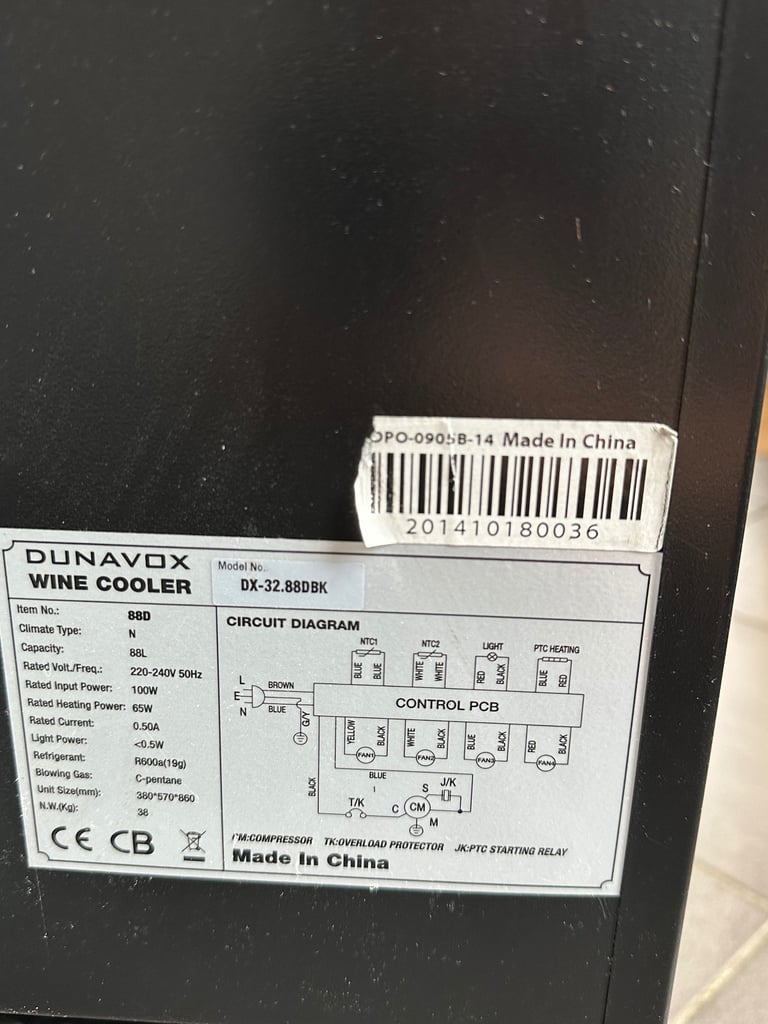 OPO-0905B-14 Made In China
201410180036
DUNAVOX
WINE COOLER
Model No.
DX-32.88DBK
Item No.: 88D
Climate Type: N
Capacity: 88L
Rated Volt./Freq.: 220-240V 50Hz
Rated Input Power: 100W
Rated Heating Power: 65W
Rated Current: 0.50A
Light Power: <0.5W
Refrigerant: R600a(19g)
Blowing Gas: C-pentane
Unit Size(mm): 380*570*860
N.W.(Kg): 38
CE CB
CIRCUIT DIAGRAM
NTC1 NTC2 LIGHT PTC HEATING
BLUE BLUE WHITE WHITE RED BLACK BLUE RED
L BROWN
E
N BLUE
G/Y
CONTROL PCB
YELLOW BLACK WHITE BLACK BLUE BLACK RED BLACK
FAN1 FAN2 FAN3 FAN4
BLUE
BLACK
1
T/K C CM S J/K M
CM:COMPRESSOR TK:OVERLOAD PROTECTOR JK:PTC STARTING RELAY
Made In China